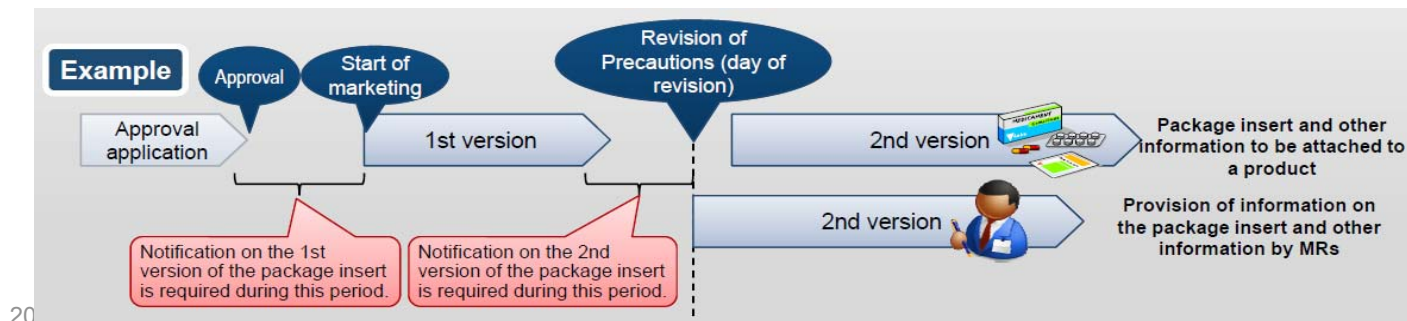 Example
Approval
Start of
marketing
Revision of
Precautions (day of
revision)
Approval
application
1st version
2nd version
Package insert and other
information to be attached to
a product
Notification on the 1st
version of the package insert
is required during this period.
Notification on the 2nd
version of the package insert
is required during this period.
2nd version
Provision of information on
the package insert and other
information by MRs
20